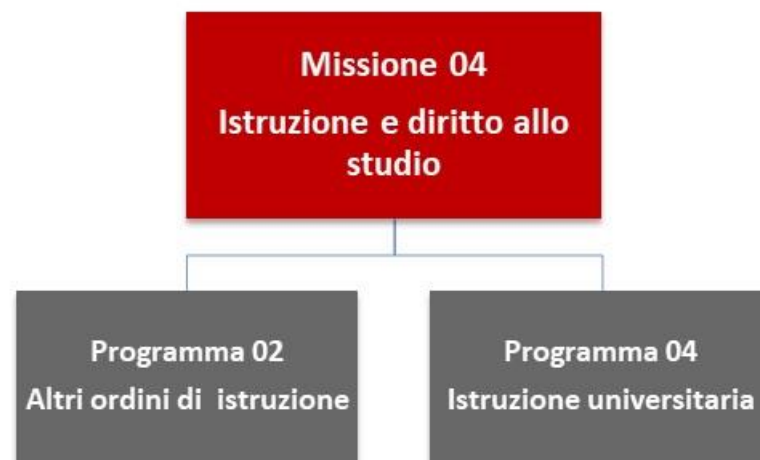 Missione 04
Istruzione e diritto allo
studio
Programma 02
Altri ordini di istruzione
Programma 04
Istruzione universitaria